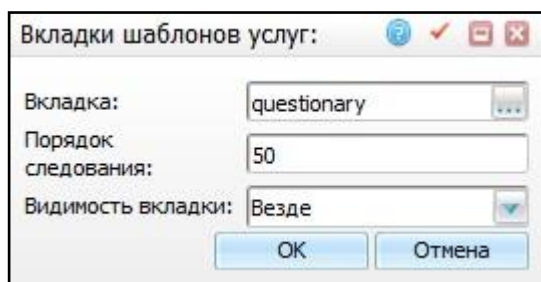 Вкладки шаблонов услуг:
Вкладка: questionary ...
Порядок
следования: 50
Видимость вкладки: Везде
ОК Отмена